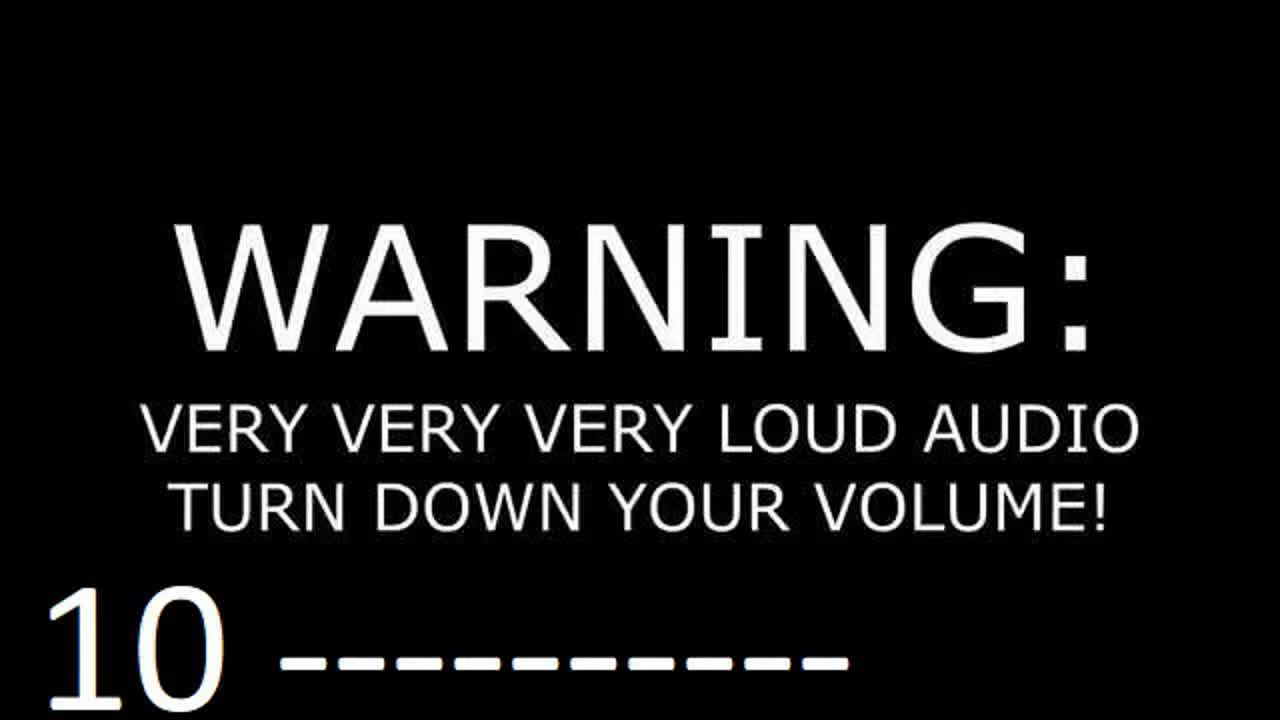 WARNING:
VERY VERY VERY LOUD AUDIO
TURN DOWN YOUR VOLUME!
10 ----------